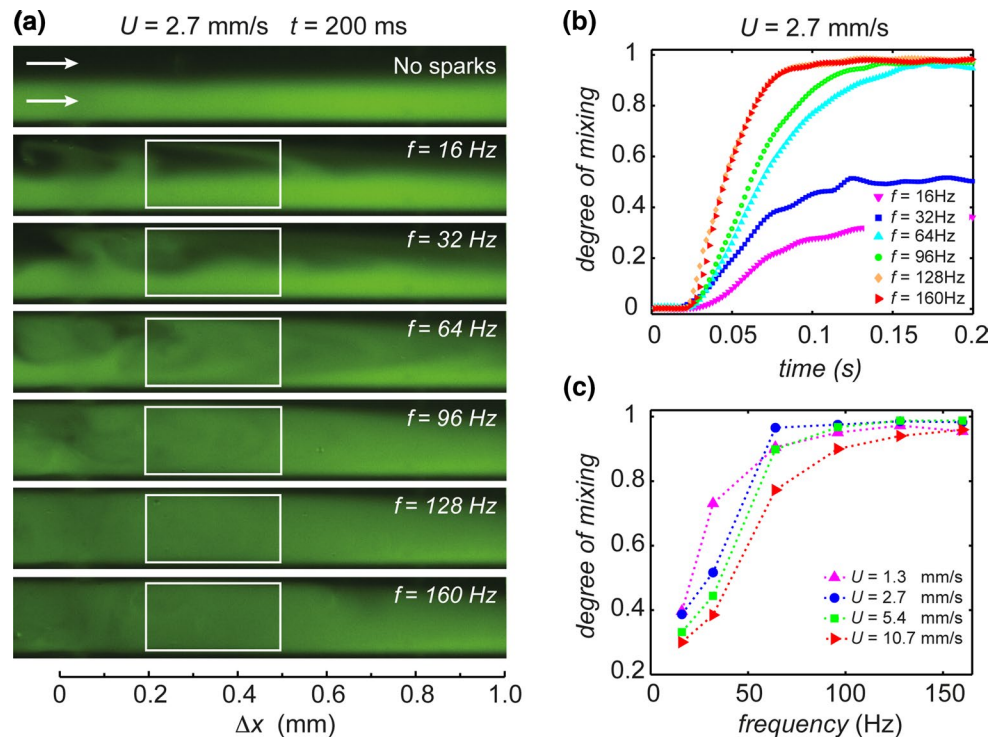 (a)
U = 2.7 mm/s t = 200 ms
No sparks
f = 16 Hz
f = 32 Hz
f = 64 Hz
f = 96 Hz
f = 128 Hz
f = 160 Hz
0 0.2 0.4 0.6 0.8 1.0
Δx (mm)
(b)
U = 2.7 mm/s
degree of mixing
1
0.8
0.6
0.4
0.2
0
f = 16Hz
f = 32Hz
f = 64Hz
f = 96Hz
f = 128Hz
f = 160Hz
0 0.05 0.1 0.15 0.2
time (s)
(c)
degree of mixing
1
0.8
0.6
0.4
0.2
U = 1.3 mm/s
U = 2.7 mm/s
U = 5.4 mm/s
U = 10.7 mm/s
0 50 100 150
frequency (Hz)